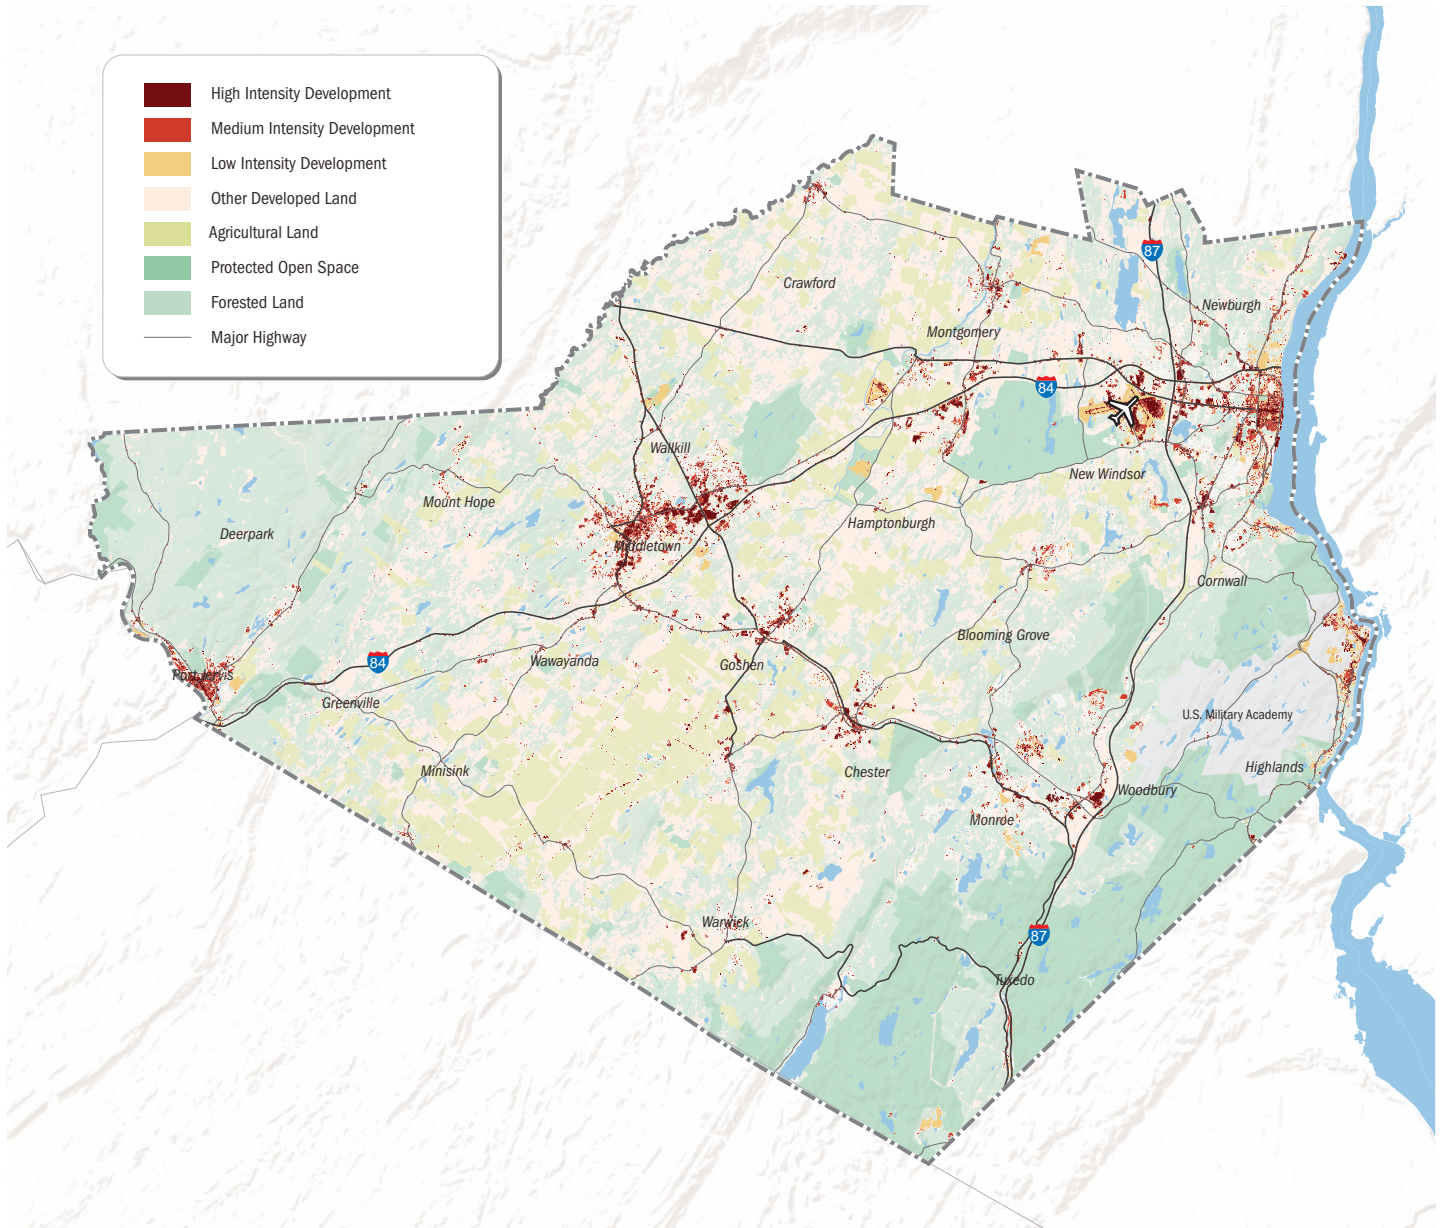 High Intensity Development
Medium Intensity Development
Low Intensity Development
Other Developed Land
Agricultural Land
Protected Open Space
Forested Land
Major Highway
87
Crawford
Newburgh
Montgomery
84
Wallkill
New Windsor
Mount Hope
Hamptonburgh
Deerpark
Middletown
Cornwall
Blooming Grove
84
Wawayanda
Goshen
Port Jervis
Greenville
U.S. Military Academy
Minisink
Chester
Highlands
Woodbury
Monroe
Warwick
87
Tuxedo